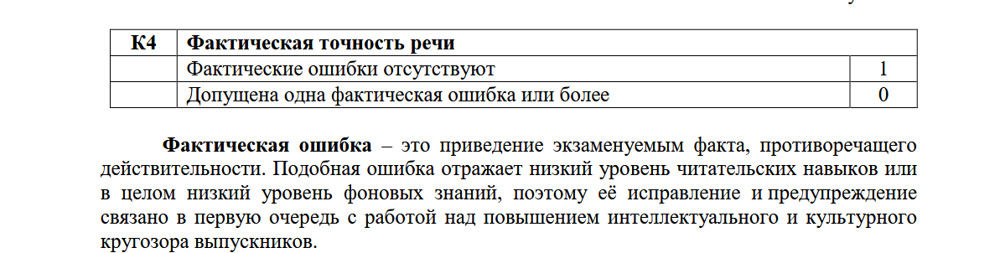 К4 Фактическая точность речи
Фактические ошибки отсутствуют 1
Допущена одна фактическая ошибка или более 0
Фактическая ошибка – это приведение экзаменуемым факта, противоречащего
действительности. Подобная ошибка отражает низкий уровень читательских навыков или
в целом низкий уровень фоновых знаний, поэтому её исправление и предупреждение
связано в первую очередь с работой над повышением интеллектуального и культурного
кругозора выпускников.